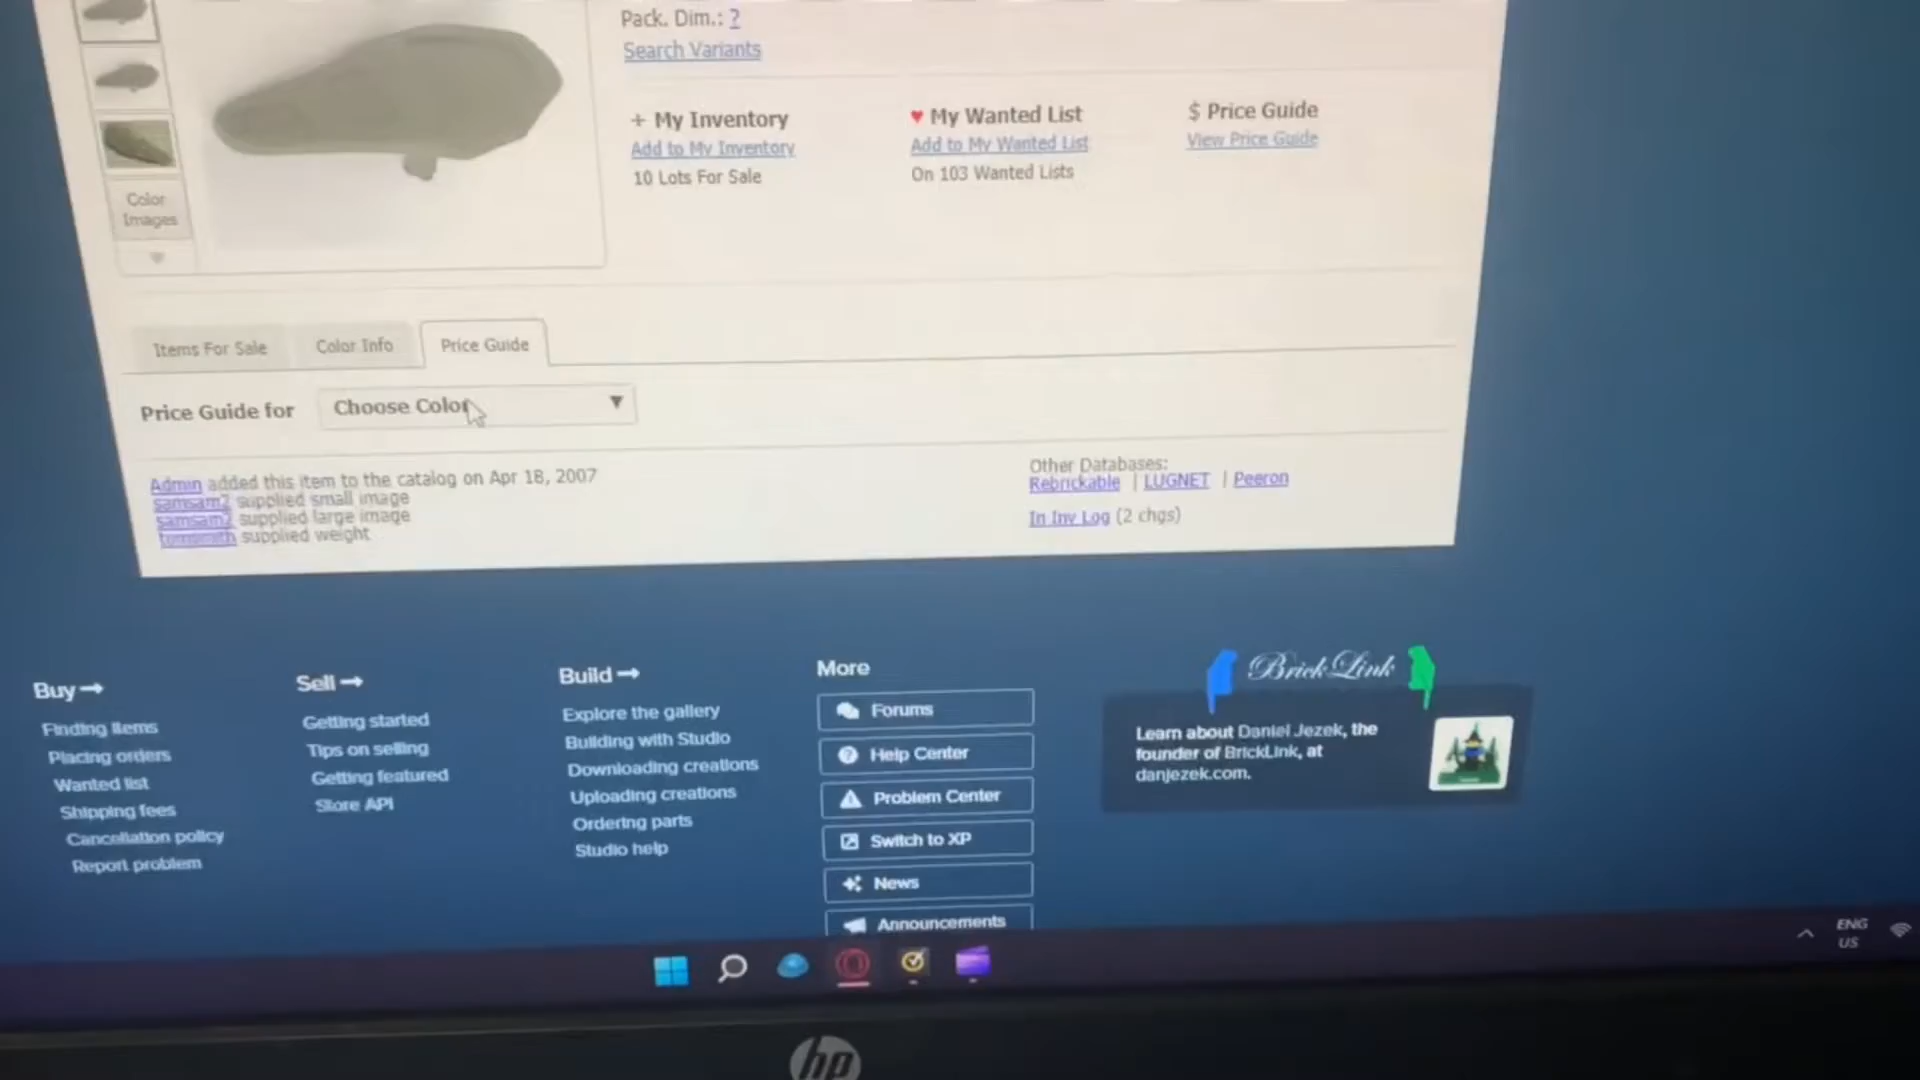 Pack. Dim.: ?
Search Variants
+ My Inventory
Add to My Inventory
10 Lots For Sale
♥ My Wanted List
Add to My Wanted List
On 103 Wanted Lists
$ Price Guide
View Price Guide
Color
Images
Items For Sale
Color Info
Price Guide
Price Guide for
Choose Color
Admin added this item to the catalog on Apr 18, 2007
samsam2 supplied small image
samsam2 supplied large image
supplied weight
Other Databases:
Rebrickable | LUGNET | Peeron
In Inv Log (2 chgs)
Buy
Finding items
Placing orders
Wanted list
Shipping fees
Cancellation policy
Report problem
Sell
Getting started
Tips on selling
Getting featured
Store API
Build
Explore the gallery
Building with Studio
Downloading creations
Uploading creations
Ordering parts
Studio help
More
Forums
Help Center
Problem Center
Switch to XP
News
Announcements
BrickLink
Learn about Daniel Jezek, the
founder of BrickLink, at
danjezek.com.
ENG
US
hp